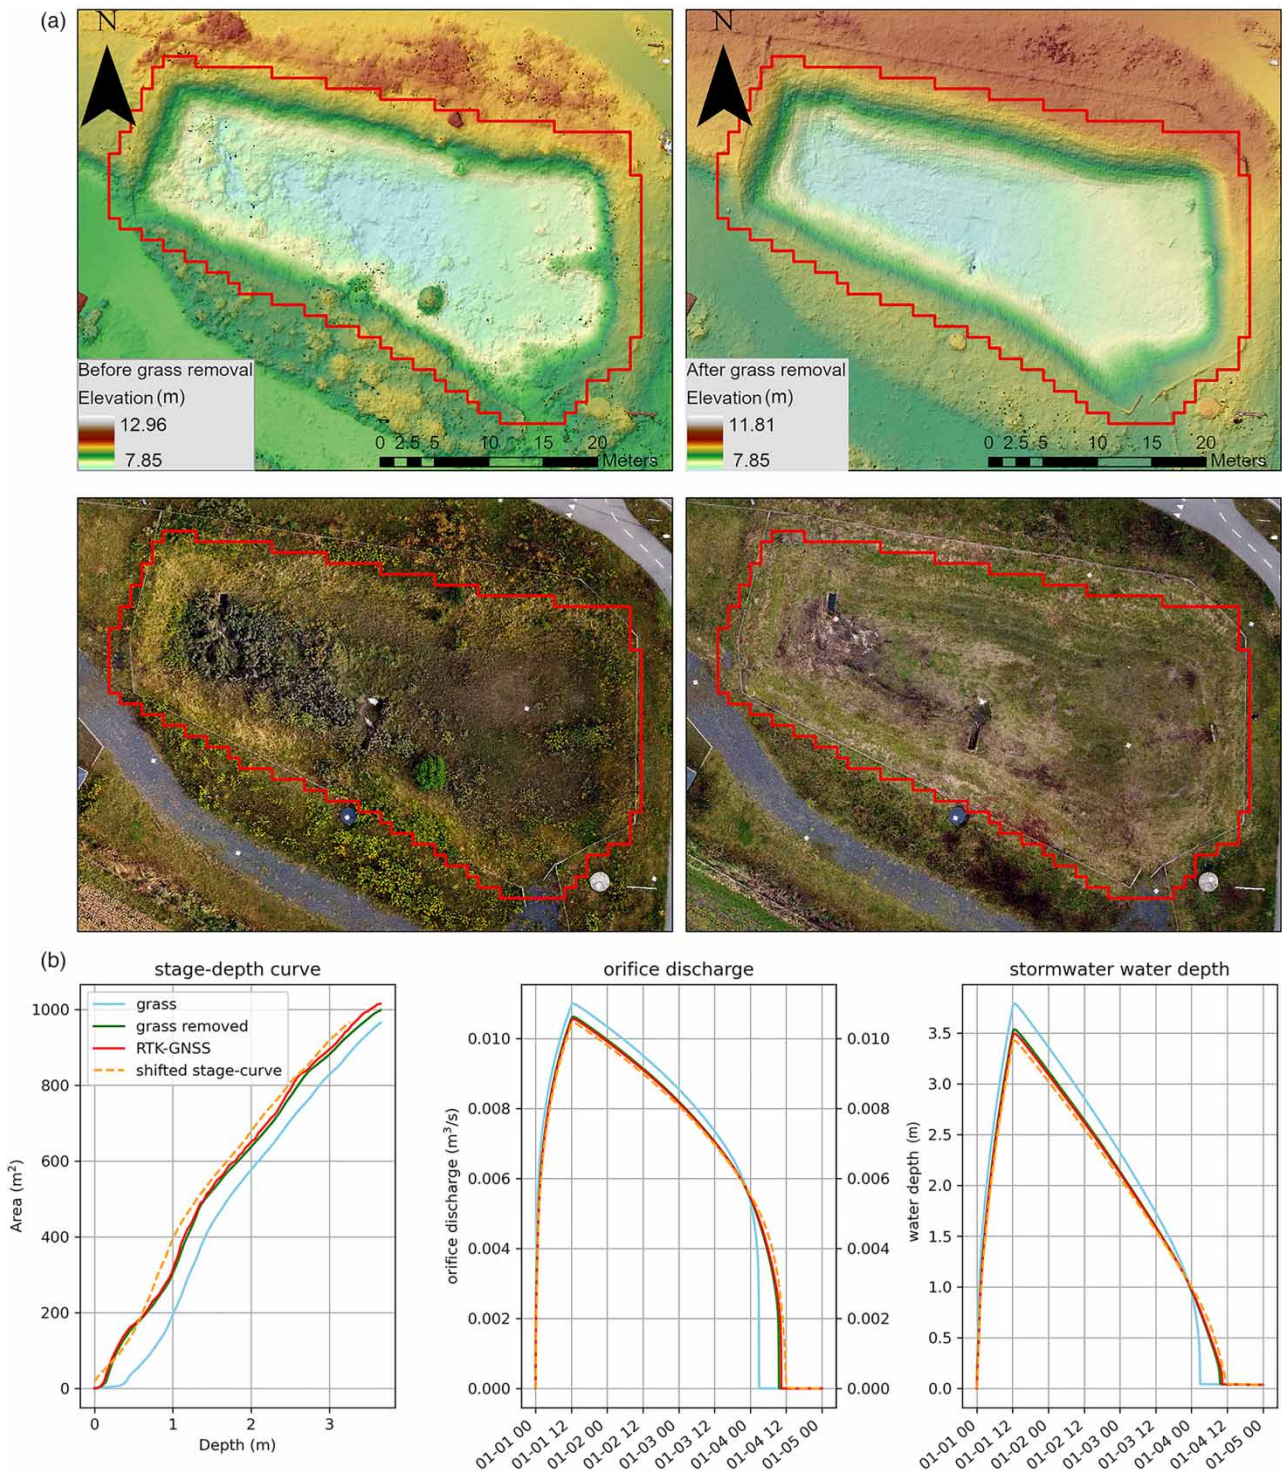 (a)
N
N
Before grass removal
Elevation (m)
12.96
7.85
0 2.5 5 10 15 20
Meters
After grass removal
Elevation (m)
11.81
7.85
0 2.5 5 10 15 20
Meters
(b)
stage-depth curve
grass
grass removed
RTK-GNSS
shifted stage-curve
Area (m²)
1000
800
600
400
200
0
0 1 2 3
Depth (m)
orifice discharge
0.010
0.008
0.006
0.004
0.002
0.000
01-01 00
01-01 12
01-02 00
01-02 12
01-03 00
01-03 12
01-04 00
01-04 12
01-05 00
orifice discharge (m³/s)
0.010
0.008
0.006
0.004
0.002
0.000
stormwater water depth
water depth (m)
3.5
3.0
2.5
2.0
1.5
1.0
0.5
0.0
01-01 00
01-01 12
01-02 00
01-02 12
01-03 00
01-03 12
01-04 00
01-04 12
01-05 00